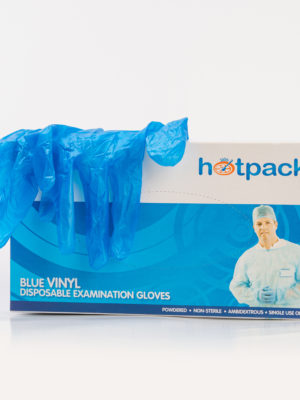 hotpack
BLUE VINYL
DISPOSABLE EXAMINATION GLOVES
POWDERED • NON-STERILE • AMBIDEXTROUS • SINGLE USE O